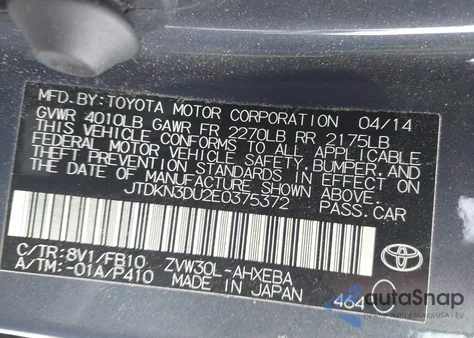 MFD. BY: TOYOTA MOTOR CORPORATION 04/14
GVWR 4010LB GAWR FR 2270LB RR 2175LB
THIS VEHICLE CONFORMS TO ALL APPLICABLE
FEDERAL MOTOR VEHICLE SAFETY, BUMPER, AND
THEFT PREVENTION STANDARDS IN EFFECT ON
THE DATE OF MANUFACTURE SHOWN ABOVE.
JTDKN3DU2E0375372 PASS.CAR
C/TR:8V1/FB10 ZVW30L-AHXEBA
A/TM:-01A/P410 MADE IN JAPAN
TOYOTA
464
autoSnap